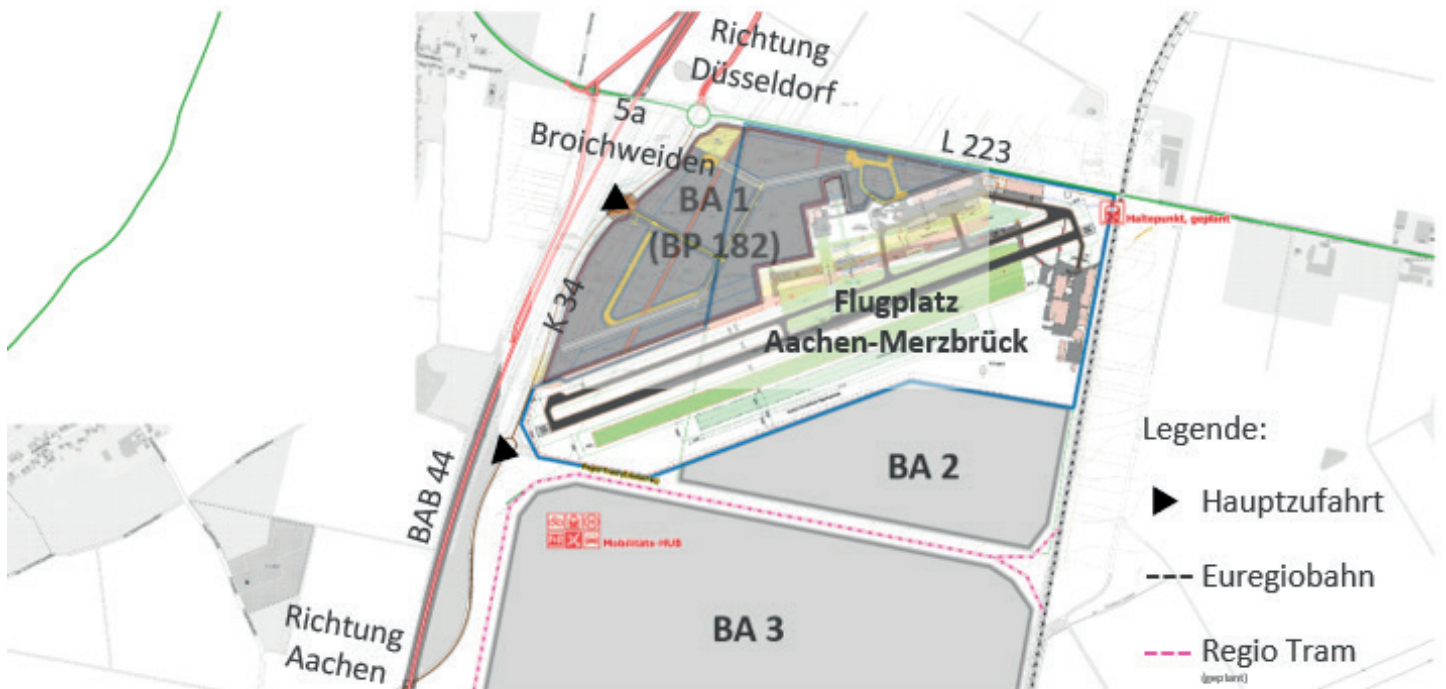 Richtung
Düsseldorf
5a
Broichweiden
L 223
BA 1
(BP 182)
Haltepunkt, geplant
K 34
Flugplatz
Aachen-Merzbrück
BAB 44
BA 2
Mobilitäts-HUB
BA 3
Richtung
Aachen
Legende:
Hauptzufahrt
Euregiobahn
Regio Tram
(geplant)